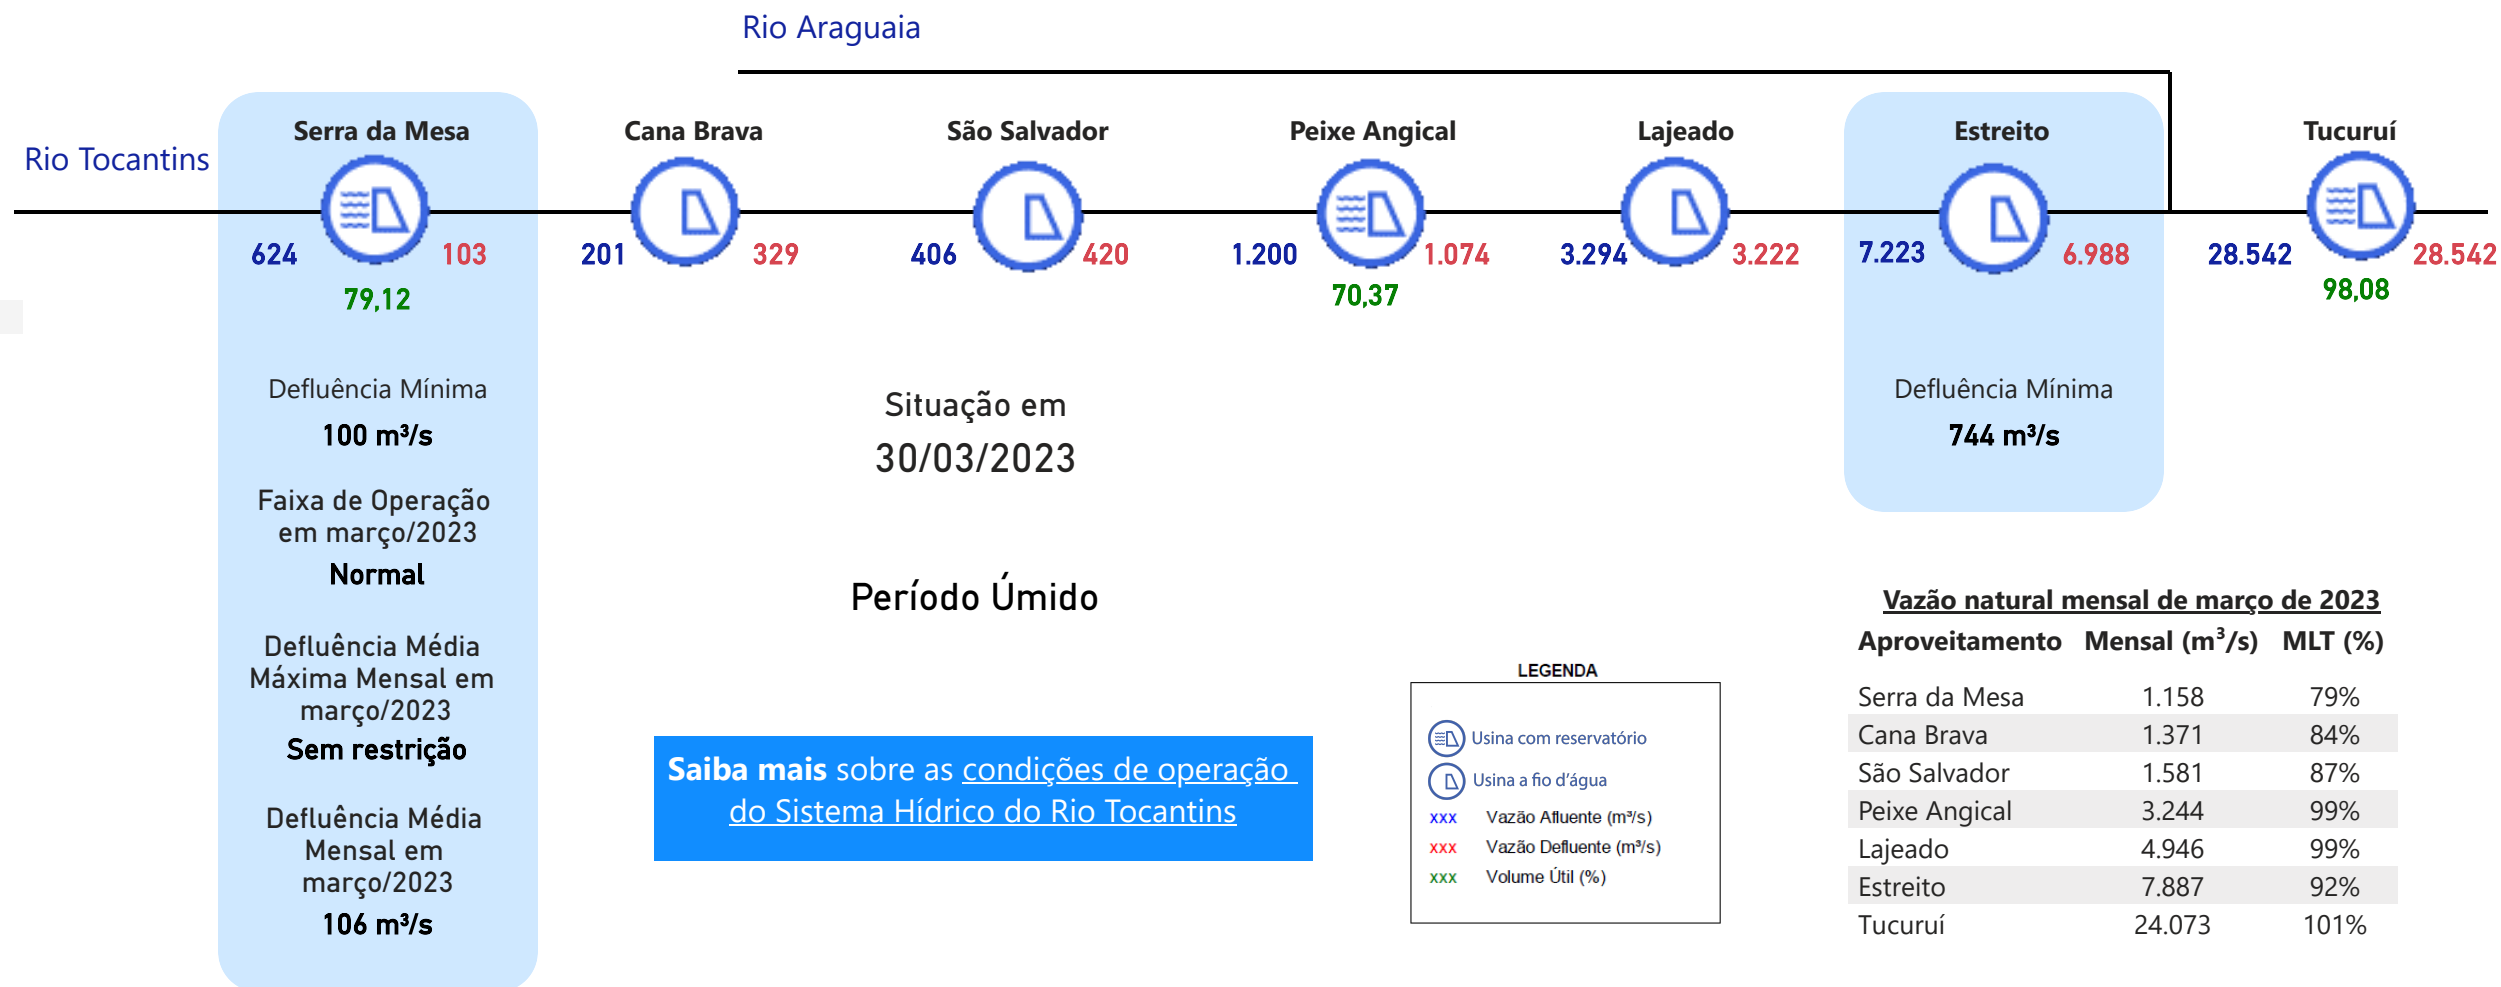 Rio Araguaia
Rio Tocantins
Serra da Mesa
Cana Brava
São Salvador
Peixe Angical
Lajeado
Estreito
Tucuruí
624
103
201
329
406
420
1.200
1.074
3.294
3.222
7.223
6.988
28.542
28.542
79,12
70,37
98,08
Defluência Mínima
100 m³/s
Faixa de Operação
em março/2023
Normal
Defluência Média
Máxima Mensal em
março/2023
Sem restrição
Defluência Média
Mensal em
março/2023
106 m³/s
Situação em
30/03/2023
Período Úmido
Saiba mais sobre as condições de operação
do Sistema Hídrico do Rio Tocantins
Defluência Mínima
744 m³/s
LEGENDA
Usina com reservatório
Usina a fio d'água
xxx Vazão Afluente (m³/s)
xxx Vazão Defluente (m³/s)
xxx Volume Útil (%)
Vazão natural mensal de março de 2023
Aproveitamento Mensal (m³/s) MLT (%)
Serra da Mesa 1.158 79%
Cana Brava 1.371 84%
São Salvador 1.581 87%
Peixe Angical 3.244 99%
Lajeado 4.946 99%
Estreito 7.887 92%
Tucuruí 24.073 101%